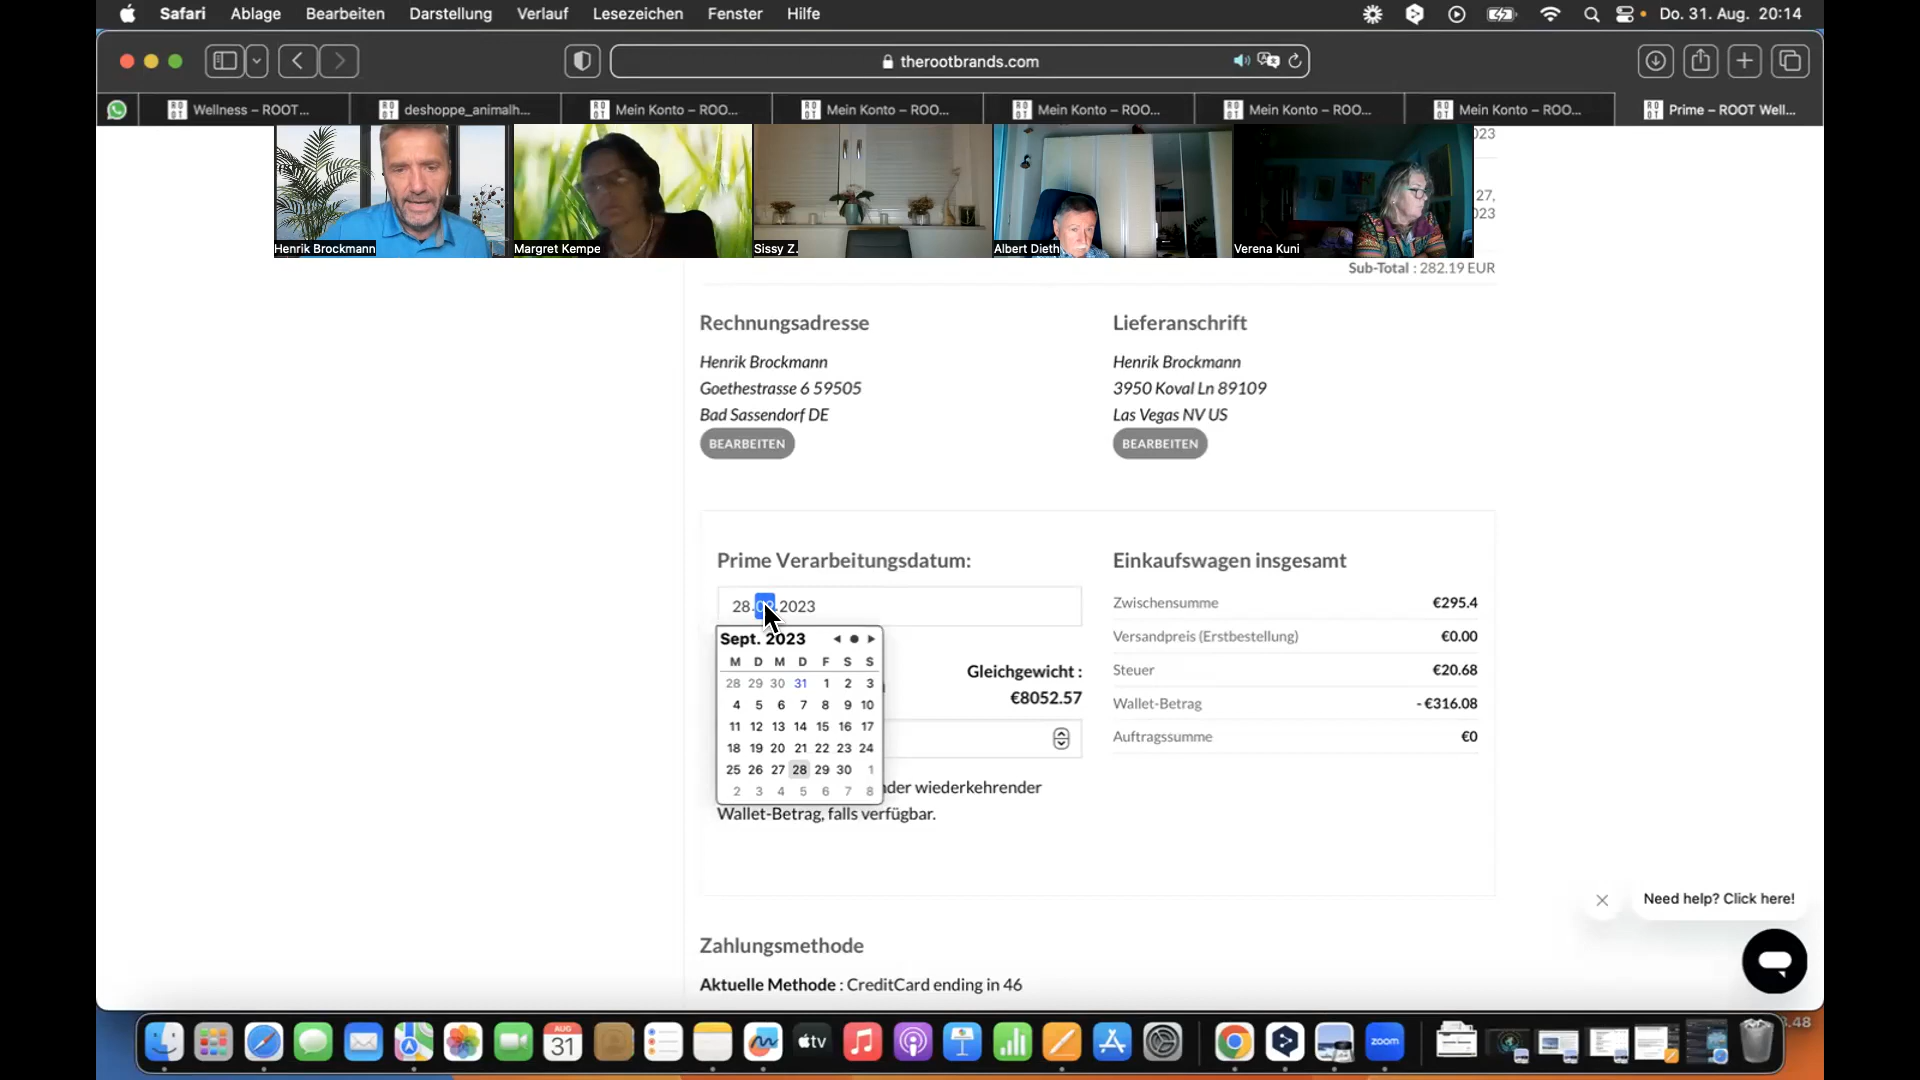 Safari Ablage Bearbeiten Darstellung Verlauf Lesezeichen Fenster Hilfe Do. 31. Aug. 20:14
therootbrands.com
Wellness – ROOT... deshoppe_animalh... Mein Konto – ROO... Mein Konto – ROO... Mein Konto – ROO... Mein Konto – ROO... Mein Konto – ROO... Prime – ROOT Well...
Henrik Brockmann Margret Kempe Sissy Z. Albert Dieth Verena Kuni
27,
Sub-Total : 282.19 EUR
Rechnungsadresse
Henrik Brockmann
Goethestrasse 6 59505
Bad Sassendorf DE
BEARBEITEN
Lieferanschrift
Henrik Brockmann
3950 Koval Ln 89109
Las Vegas NV US
BEARBEITEN
Prime Verarbeitungsdatum:
28. .2023
Sept. 2023
M D M D F S S
28 29 30 31 1 2 3
4 5 6 7 8 9 10
11 12 13 14 15 16 17
18 19 20 21 22 23 24
25 26 27 28 29 30 1
2 3 4 5 6 7 8
Gleichgewicht :
€8052.57
wiederkehrender
Wallet-Betrag, falls verfügbar.
Einkaufswagen insgesamt
Zwischensumme €295.4
Versandpreis (Erstbestellung) €0.00
Steuer €20.68
Wallet-Betrag - €316.08
Auftragssumme €0
Need help? Click here!
Zahlungsmethode
Aktuelle Methode : CreditCard ending in 46
AUG
31
tv
zoom